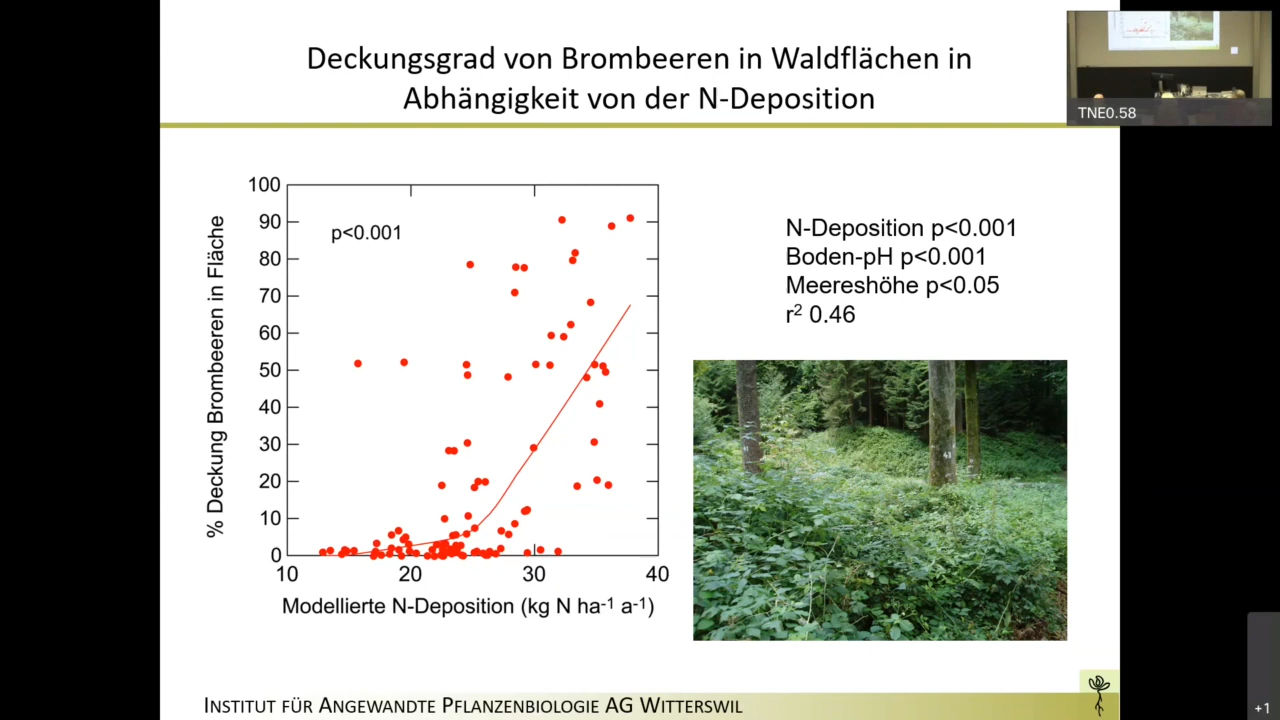 Deckungsgrad von Brombeeren in Waldflächen in
Abhängigkeit von der N-Deposition
TNE0.58
% Deckung Brombeeren in Fläche
100
90
80
70
60
50
40
30
20
10
0
p<0.001
10 20 30 40
Modellierte N-Deposition (kg N ha⁻¹ a⁻¹)
N-Deposition p<0.001
Boden-pH p<0.001
Meereshöhe p<0.05
r² 0.46
INSTITUT FÜR ANGEWANDTE PFLANZENBIOLOGIE AG WITTERSWIL
+1